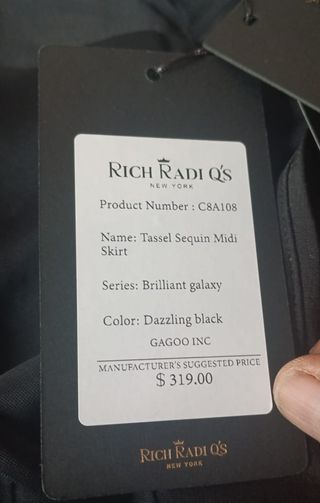 RICH RADI Q'S
NEW YORK
Product Number : C8A108
Name: Tassel Sequin Midi
Skirt
Series: Brilliant galaxy
Color: Dazzling black
GAGOO INC
MANUFACTURER'S SUGGESTED PRICE
$ 319.00
RICH RADI Q'S
NEW YORK